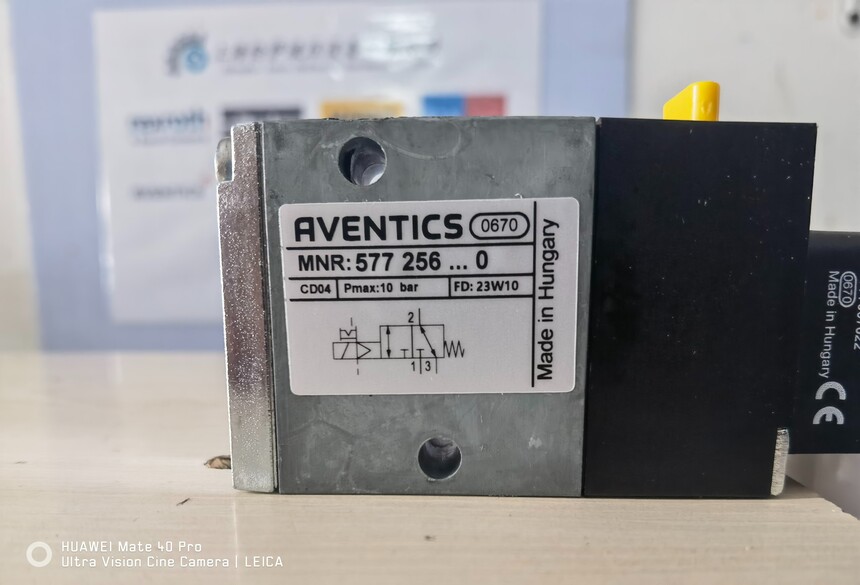 AVENTICS 0670
MNR: 577 256 ... 0
CD04 Pmax:10 bar FD: 23W10
2
1 3
Made in Hungary
0670
Made in Hungary
CE
HUAWEI Mate 40 Pro
Ultra Vision Cine Camera | LEICA